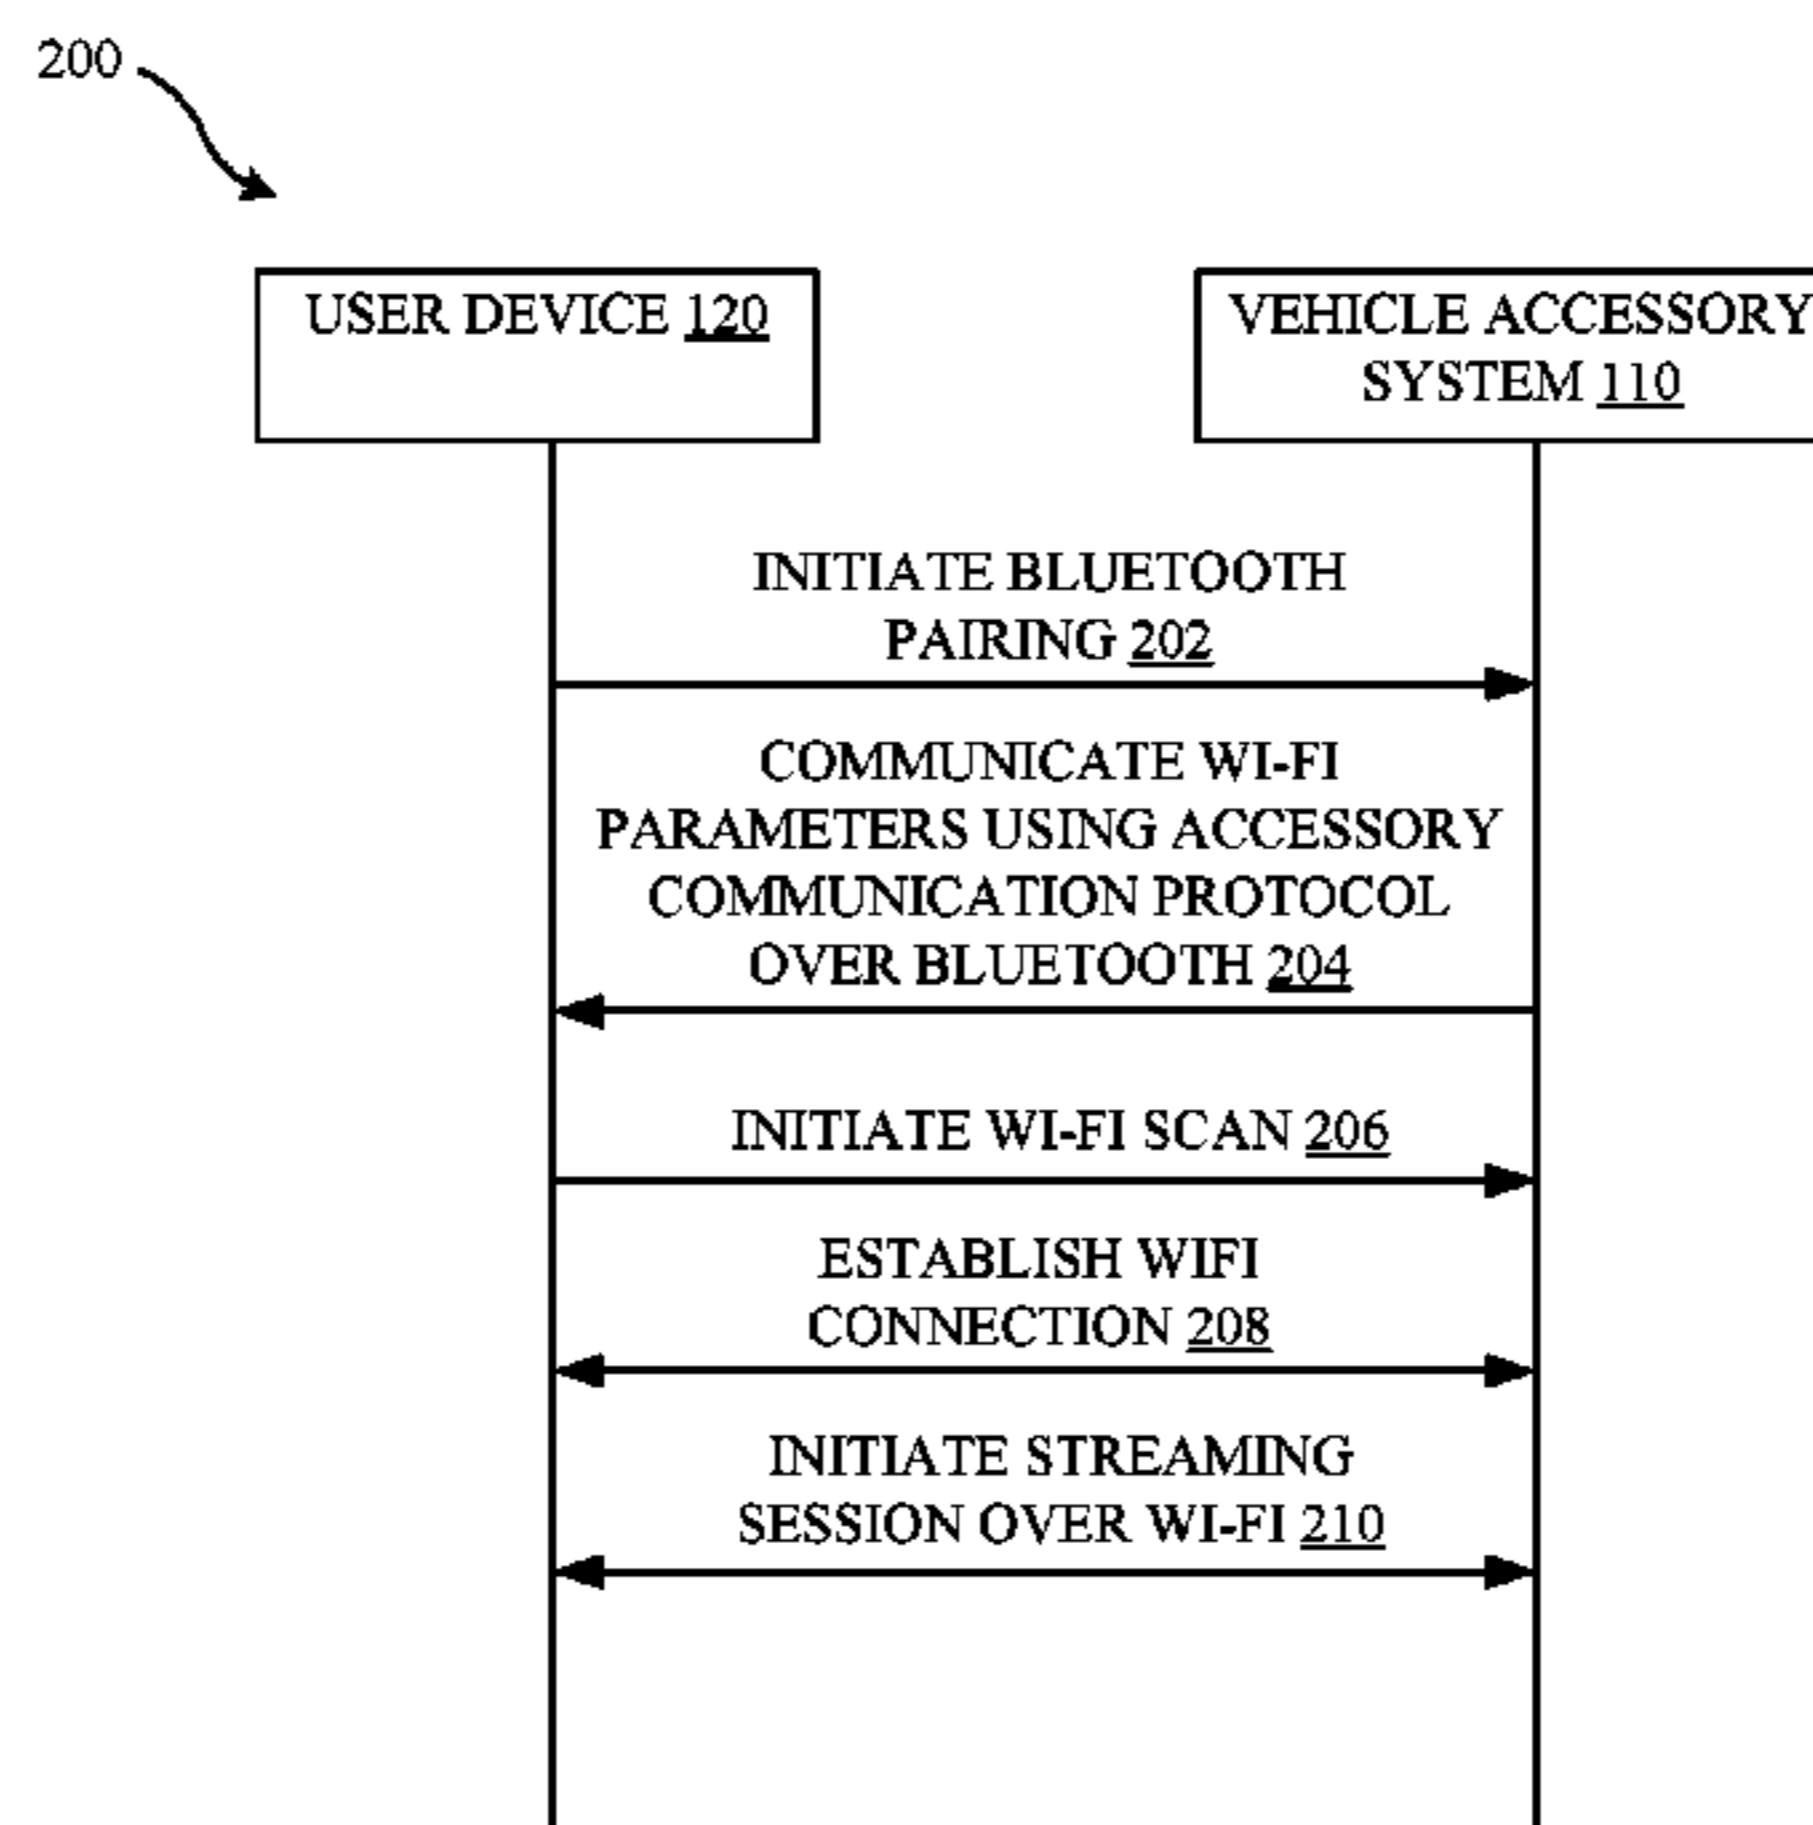 200
USER DEVICE 120
VEHICLE ACCESSORY
SYSTEM 110
INITIATE BLUETOOTH
PAIRING 202
COMMUNICATE WI-FI
PARAMETERS USING ACCESSORY
COMMUNICATION PROTOCOL
OVER BLUETOOTH 204
INITIATE WI-FI SCAN 206
ESTABLISH WIFI
CONNECTION 208
INITIATE STREAMING
SESSION OVER WI-FI 210